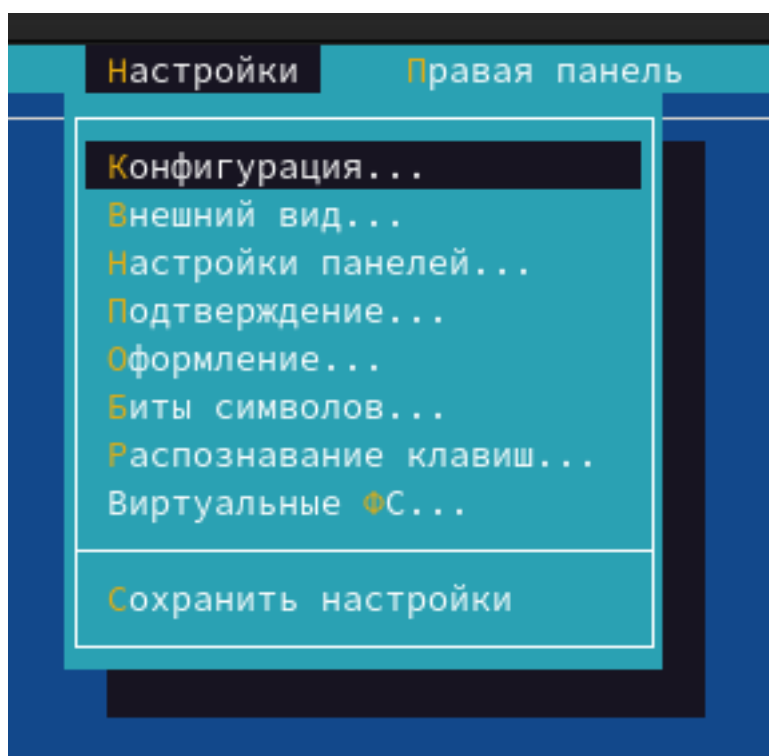 Настройки Правая панель
Конфигурация...
Внешний вид...
Настройки панелей...
Подтверждение...
Оформление...
Биты символов...
Распознавание клавиш...
Виртуальные ФС...
Сохранить настройки